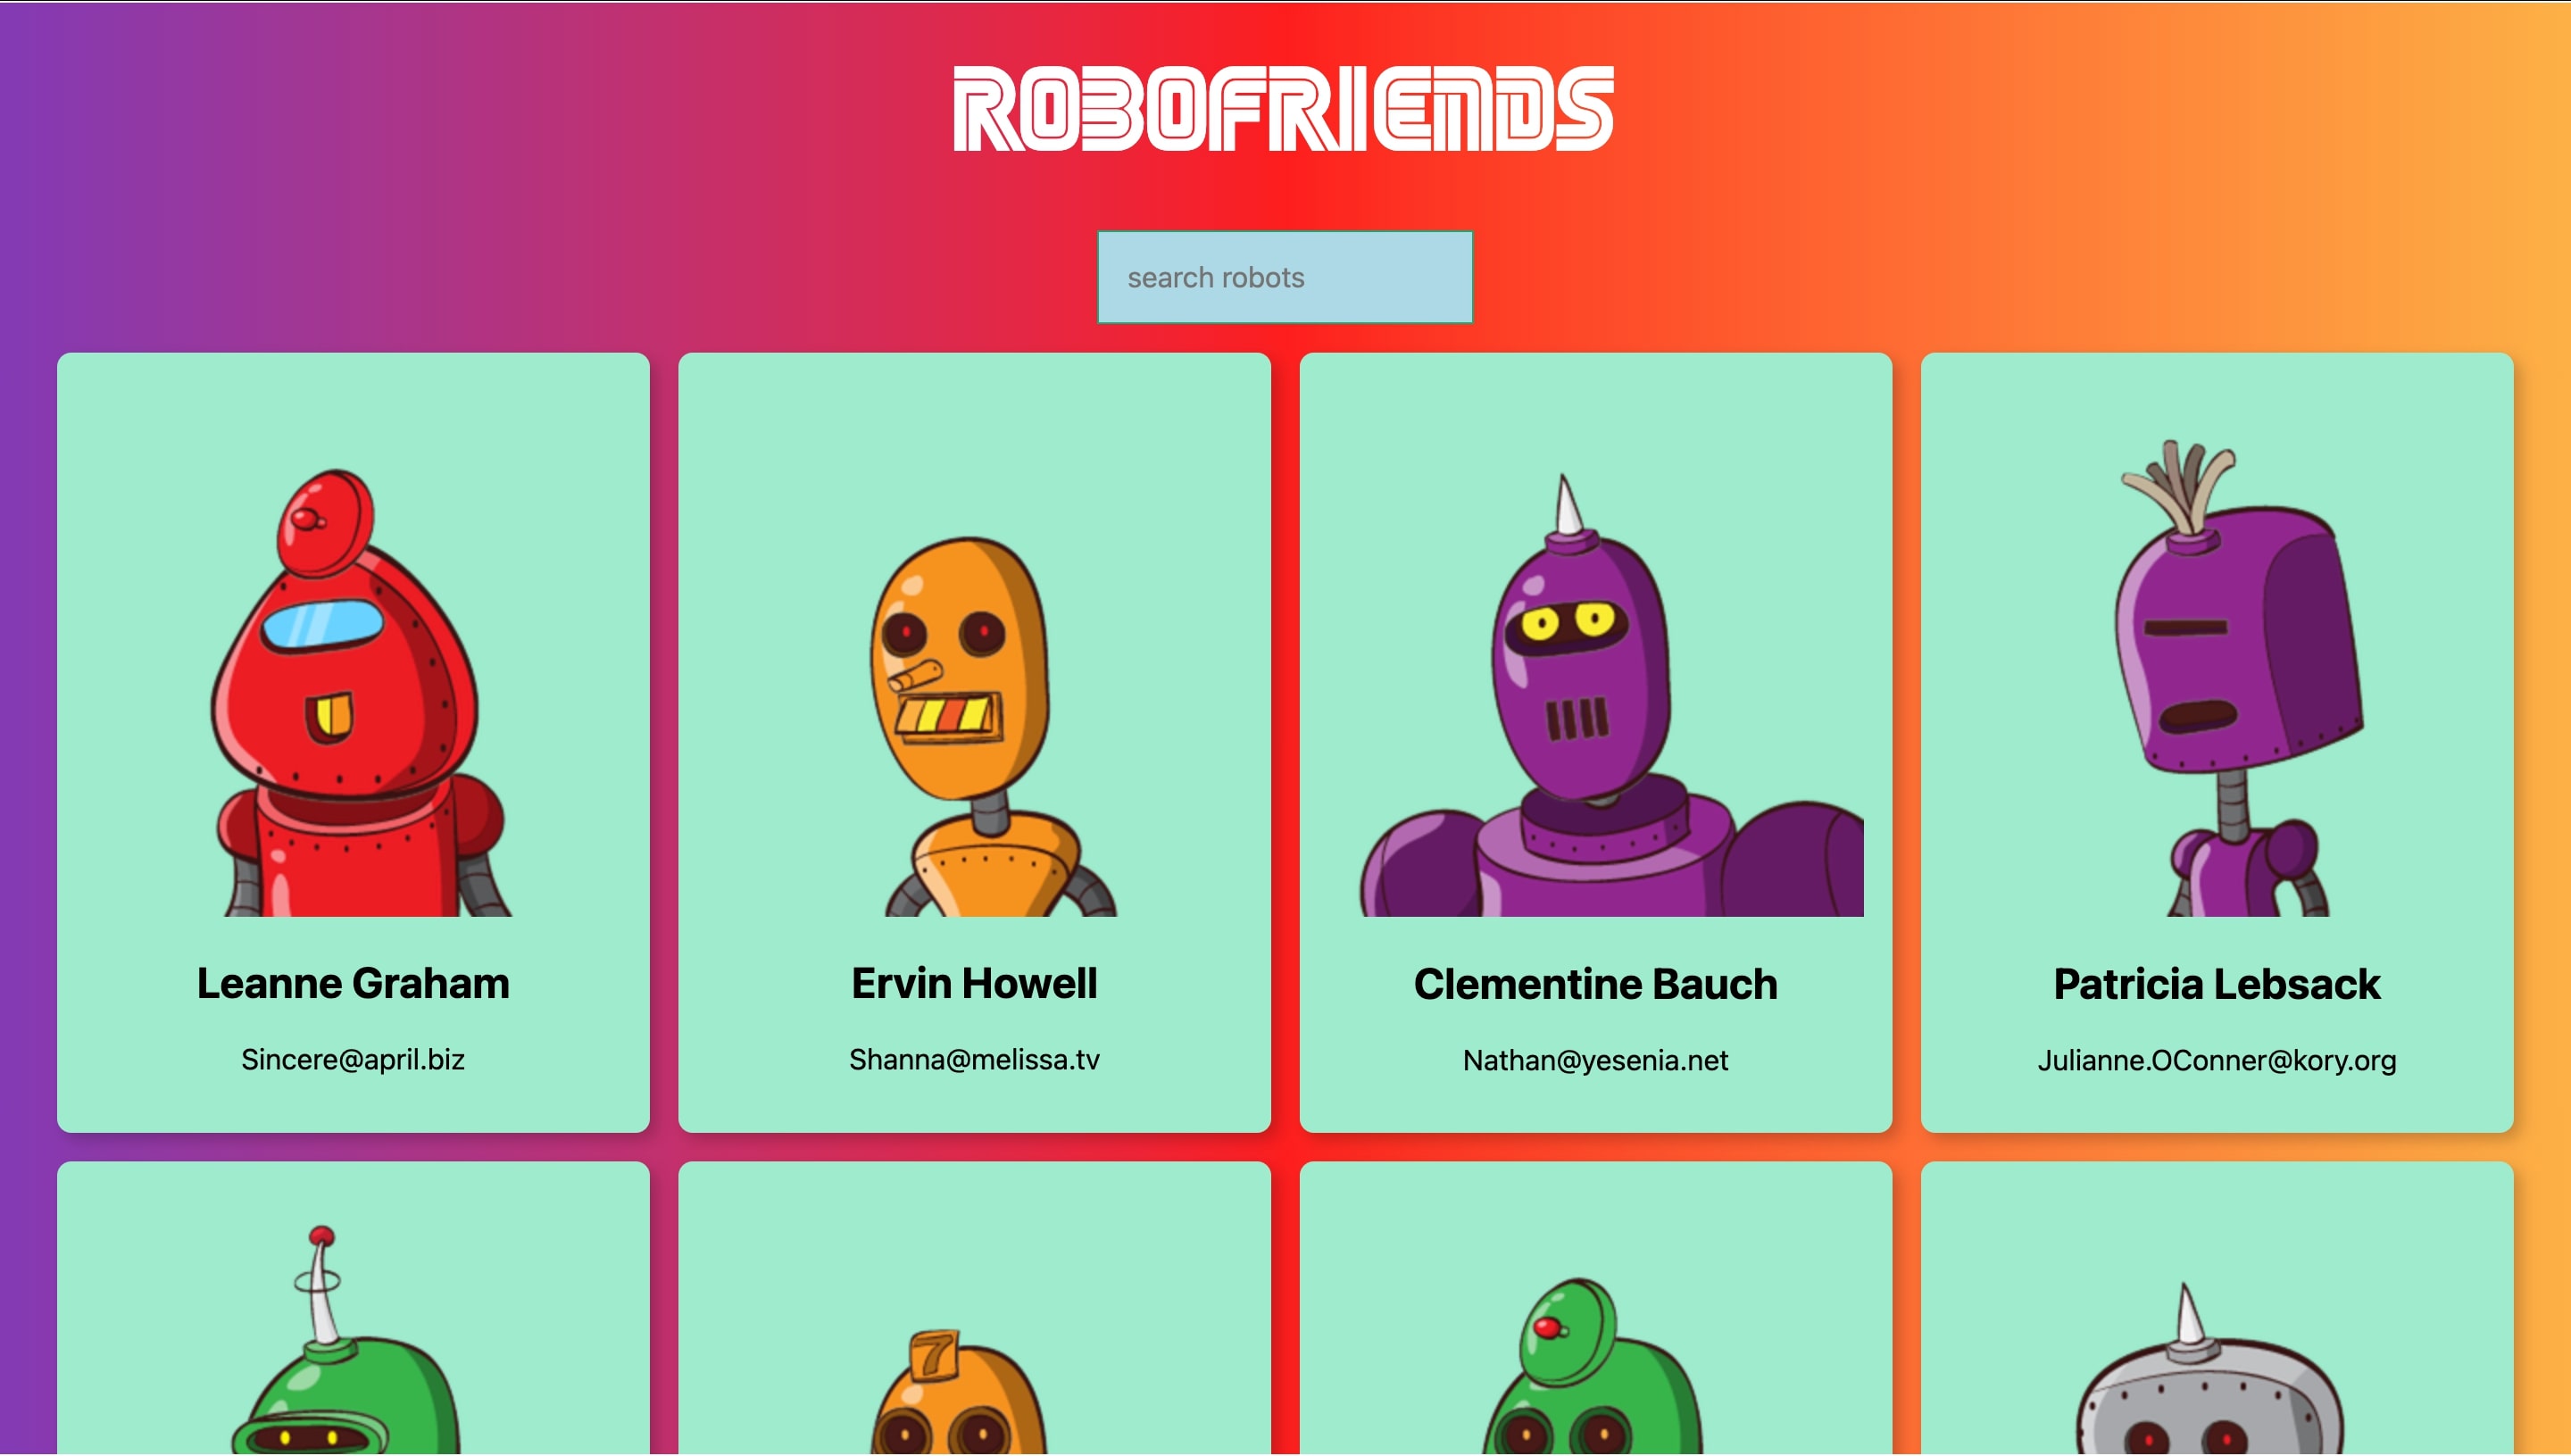 ROBOFRIENDS
search robots
Leanne Graham
Ervin Howell
Clementine Bauch
Patricia Lebsack
Sincere@april.biz
Shanna@melissa.tv
Nathan@yesenia.net
Julianne.OConner@kory.org
7